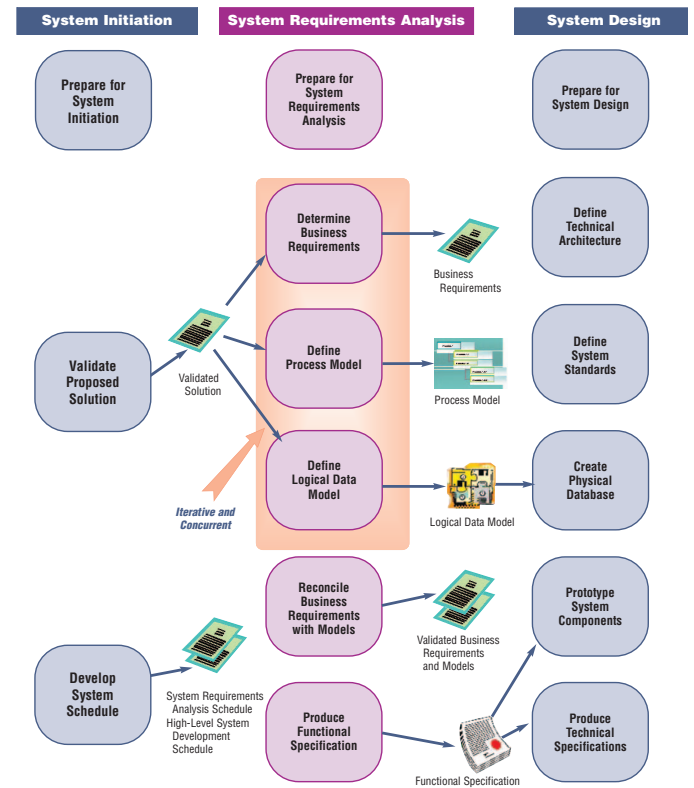 System Initiation
System Requirements Analysis
System Design
Prepare for
System
Initiation
Prepare for
System
Requirements
Analysis
Prepare for
System Design
Determine
Business
Requirements
Business
Requirements
Define
Technical
Architecture
Validate
Proposed
Solution
Validated
Solution
Define
Process Model
Process Model
Define
System
Standards
Iterative and
Concurrent
Define
Logical Data
Model
Logical Data Model
Create
Physical
Database
Reconcile
Business
Requirements
with Models
Validated Business
Requirements
and Models
Prototype
System
Components
Develop
System
Schedule
System Requirements
Analysis Schedule
High-Level System
Development
Schedule
Produce
Functional
Specification
Functional Specification
Produce
Technical
Specifications